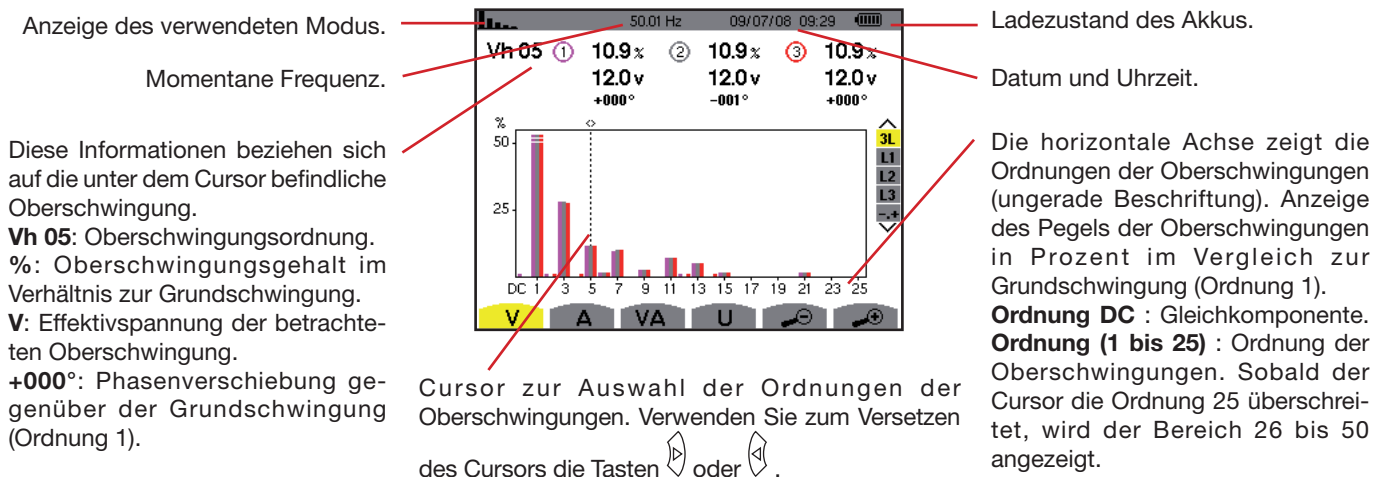 Anzeige des verwendeten Modus.
Momentane Frequenz.
Diese Informationen beziehen sich
auf die unter dem Cursor befindliche
Oberschwingung.
Vh 05: Oberschwingungsordnung.
%: Oberschwingungsgehalt im
Verhältnis zur Grundschwingung.
V: Effektivspannung der betrachte-
ten Oberschwingung.
+000°: Phasenverschiebung ge-
genüber der Grundschwingung
(Ordnung 1).
50.01 Hz 09/07/08 09:29
Vh 05 1 10.9 % 2 10.9 % 3 10.9 %
12.0 v 12.0 v 12.0 v
+000° -001° +000°
%
50
25
3L
L1
L2
L3
-.+
DC 1 3 5 7 9 11 13 15 17 19 21 23 25
V A VA U
Cursor zur Auswahl der Ordnungen der
Oberschwingungen. Verwenden Sie zum Versetzen
des Cursors die Tasten oder .
Ladezustand des Akkus.
Datum und Uhrzeit.
Die horizontale Achse zeigt die
Ordnungen der Oberschwingungen
(ungerade Beschriftung). Anzeige
des Pegels der Oberschwingungen
in Prozent im Vergleich zur
Grundschwingung (Ordnung 1).
Ordnung DC : Gleichkomponente.
Ordnung (1 bis 25) : Ordnung der
Oberschwingungen. Sobald der
Cursor die Ordnung 25 überschrei-
tet, wird der Bereich 26 bis 50
angezeigt.